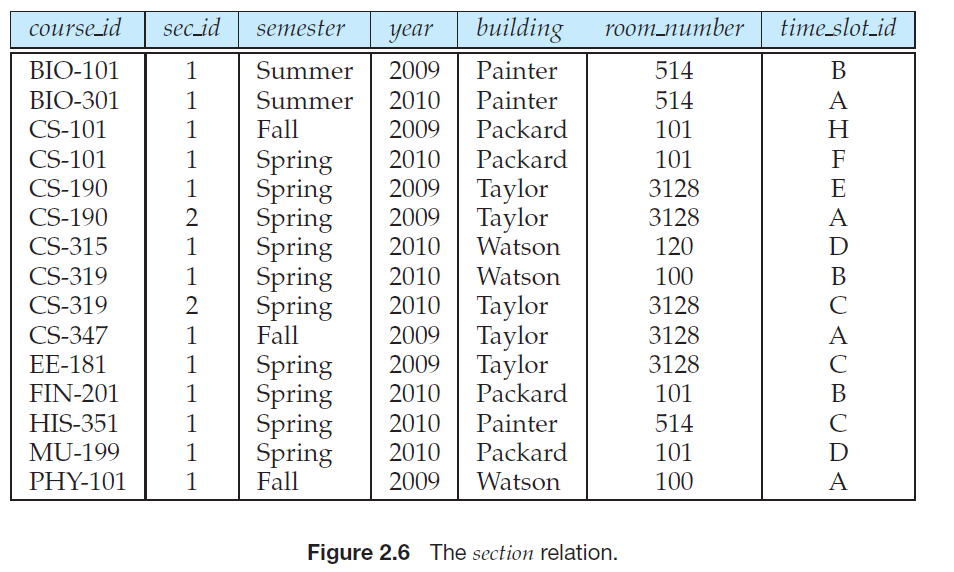 course_id sec_id semester year building room_number time_slot_id
BIO-101 1 Summer 2009 Painter 514 B
BIO-301 1 Summer 2010 Painter 514 A
CS-101 1 Fall 2009 Packard 101 H
CS-101 1 Spring 2010 Packard 101 F
CS-190 1 Spring 2009 Taylor 3128 E
CS-190 2 Spring 2009 Taylor 3128 A
CS-315 1 Spring 2010 Watson 120 D
CS-319 1 Spring 2010 Watson 100 B
CS-319 2 Spring 2010 Taylor 3128 C
CS-347 1 Fall 2009 Taylor 3128 A
EE-181 1 Spring 2009 Taylor 3128 C
FIN-201 1 Spring 2010 Packard 101 B
HIS-351 1 Spring 2010 Painter 514 C
MU-199 1 Spring 2010 Packard 101 D
PHY-101 1 Fall 2009 Watson 100 A
Figure 2.6 The section relation.